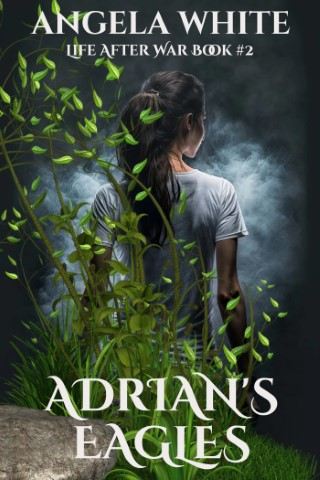 ANGELA WHITE
LIFE AFTER WAR BOOK #2
ADRIAN'S
EAGLES